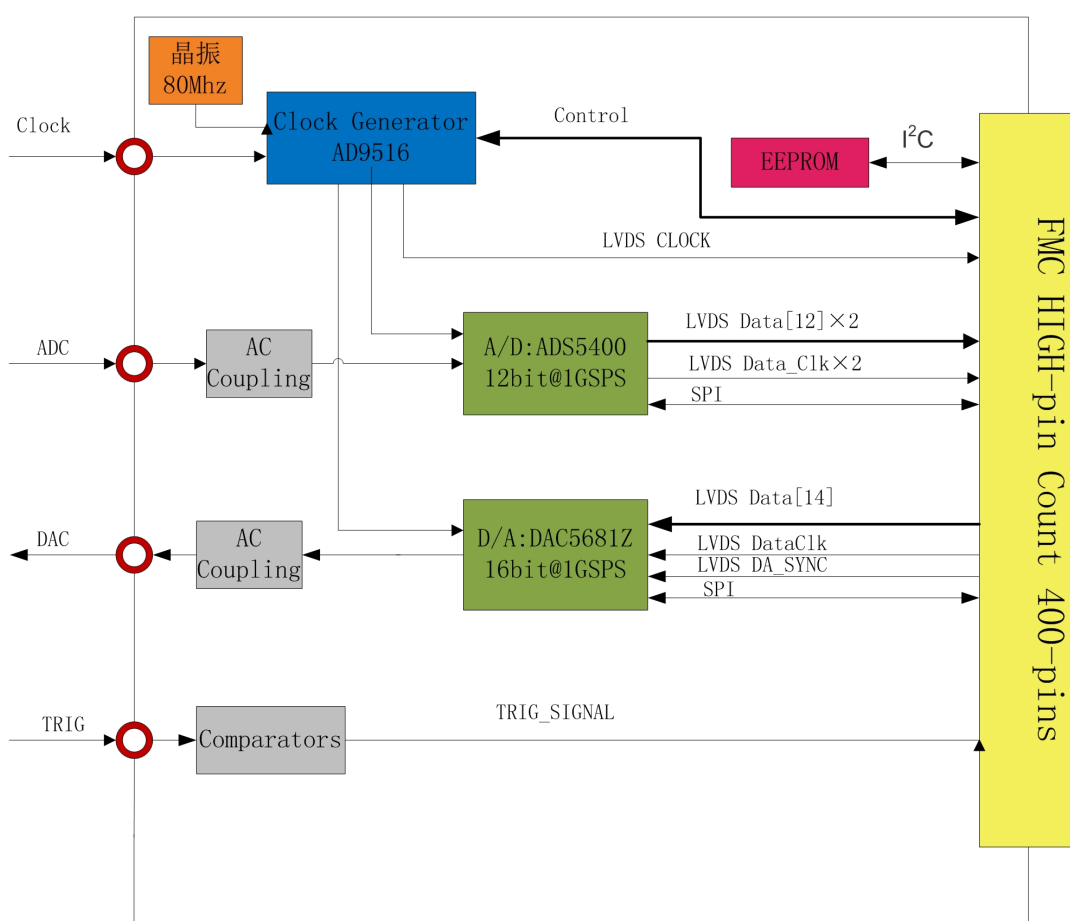 晶振
80Mhz
Clock
Clock Generator
AD9516
Control
EEPROM
I²C
LVDS CLOCK
ADC
AC
Coupling
A/D:ADS5400
12bit@1GSPS
LVDS Data[12]×2
LVDS Data_Clk×2
SPI
DAC
AC
Coupling
D/A:DAC5681Z
16bit@1GSPS
LVDS Data[14]
LVDS DataClk
LVDS DA_SYNC
SPI
TRIG
Comparators
TRIG_SIGNAL
FMC HIGH-pin Count 400-pins